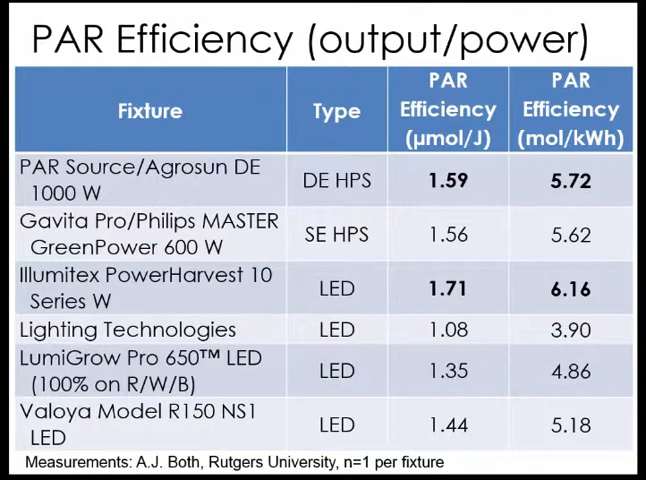 PAR Efficiency (output/power)
Fixture
Type
PAR
Efficiency
(µmol/J)
PAR
Efficiency
(mol/kWh)
PAR Source/Agrosun DE
1000 W
DE HPS
1.59
5.72
Gavita Pro/Philips MASTER
GreenPower 600 W
SE HPS
1.56
5.62
Illumitex PowerHarvest 10
Series W
LED
1.71
6.16
Lighting Technologies
LED
1.08
3.90
LumiGrow Pro 650™ LED
(100% on R/W/B)
LED
1.35
4.86
Valoya Model R150 NS1
LED
LED
1.44
5.18
Measurements: A.J. Both, Rutgers University, n=1 per fixture